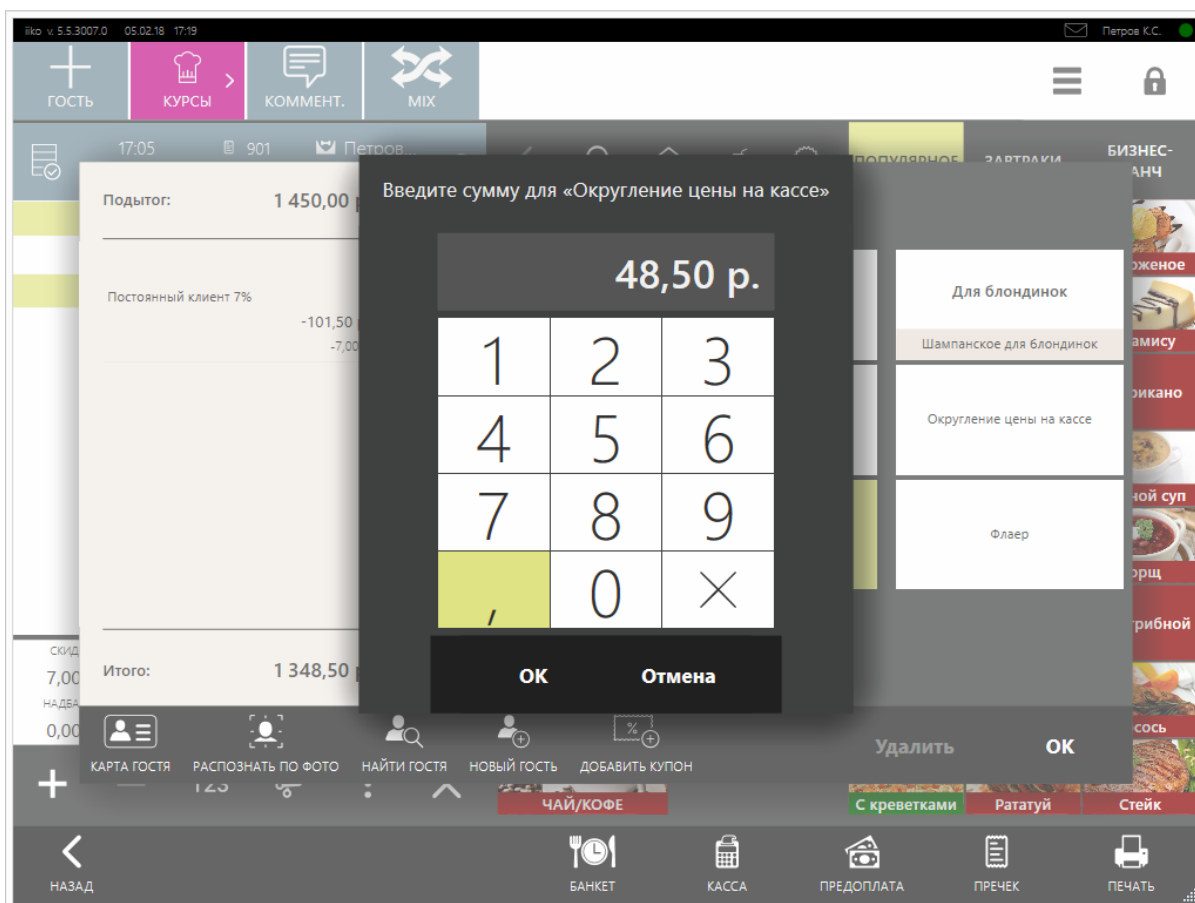 iiko v. 5.5.3007.0 05.02.18 17:19 Петров К.С.
ГОСТЬ КУРСЫ КОММЕНТ. MIX
17:05 901 Петров...
ПОПУЛЯРНОЕ ЗАВТРАКИ БИЗНЕС-
Введите сумму для «Округление цены на кассе»
Подытог: 1 450,00
48,50 р.
Для блондинок
Шампанское для блондинок
Постоянный клиент 7%
-101,50
-7,00
1 2 3
4 5 6
7 8 9
, 0
Округление цены на кассе
Флаер
Итого: 1 348,50
7,00
0,00
ОК Отмена
КАРТА ГОСТЯ РАСПОЗНАТЬ ПО ФОТО НАЙТИ ГОСТЯ НОВЫЙ ГОСТЬ ДОБАВИТЬ КУПОН
Удалить ОК
123
ЧАЙ/КОФЕ С креветками Рататуй Стейк
НАЗАД БАНКЕТ КАССА ПРЕДОПЛАТА ПРЕЧЕК ПЕЧАТЬ